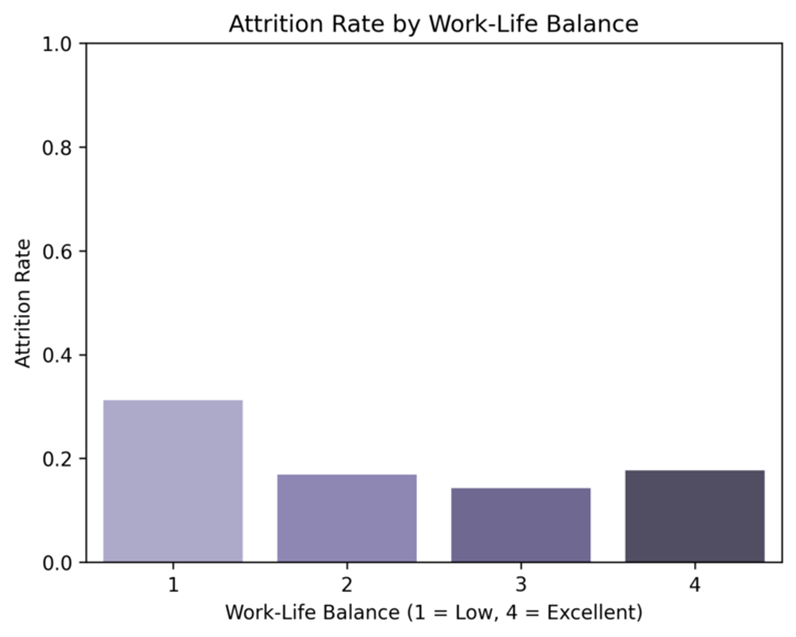 Attrition Rate by Work-Life Balance
1.0
0.8
0.6
0.4
0.2
0.0
Attrition Rate
1 2 3 4
Work-Life Balance (1 = Low, 4 = Excellent)